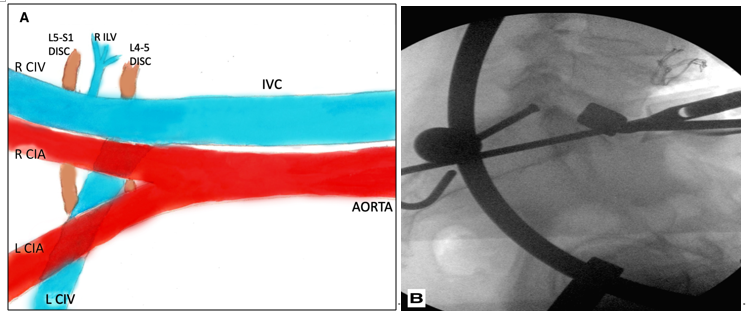 A
L5-S1
DISC
R ILV
L4-5
DISC
R CIV
IVC
R CIA
AORTA
L CIA
L CIV
B